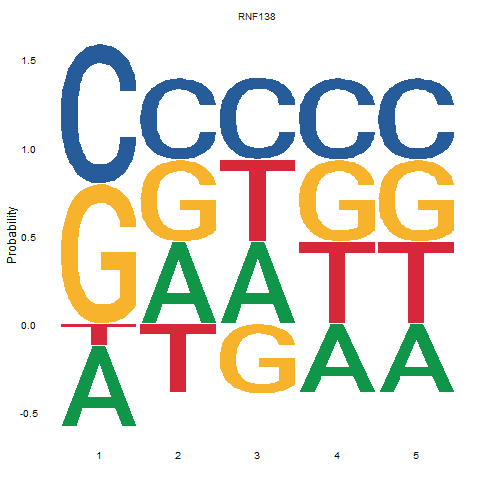 RNF138
Probability
1.5
1.0
0.5
0.0
-0.5
C C C C C
G G T G G
T A A T T
A T G A A
1 2 3 4 5